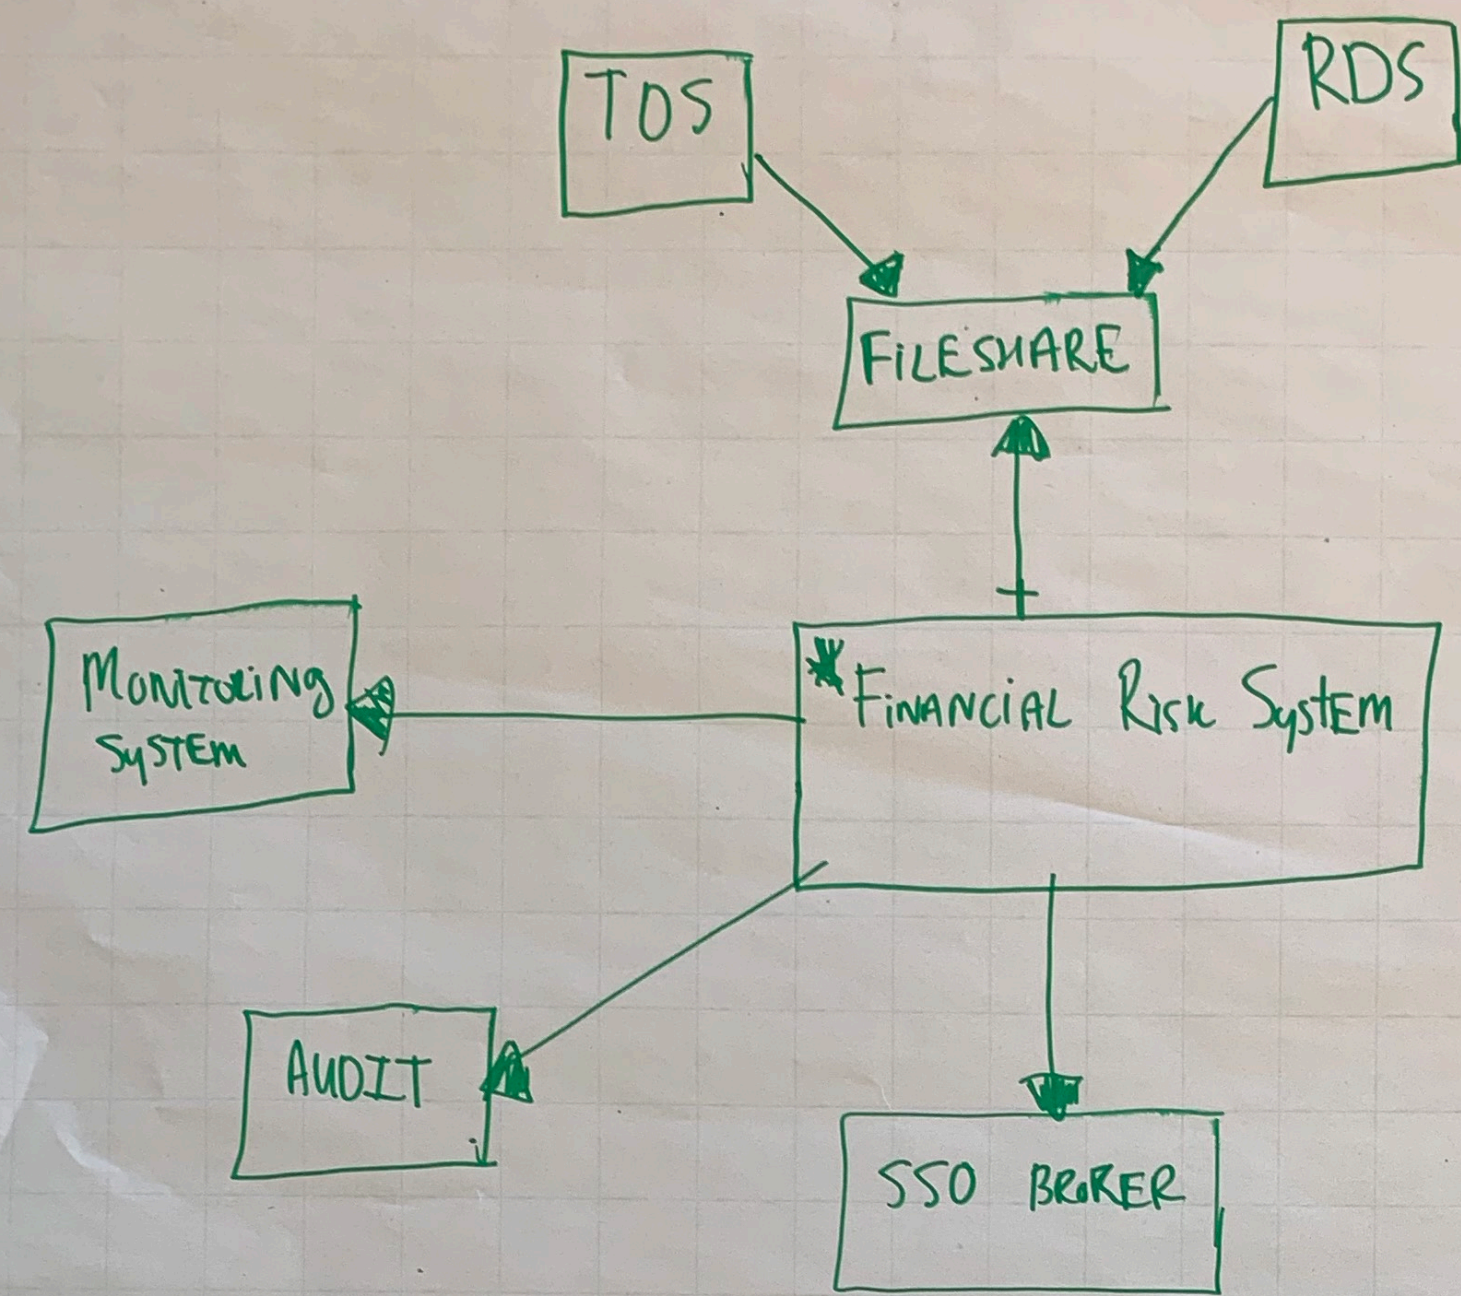 TOS
RDS
FILESHARE
* FINANCIAL RISK SYSTEM
MONITORING
SYSTEM
AUDIT
SSO BROKER